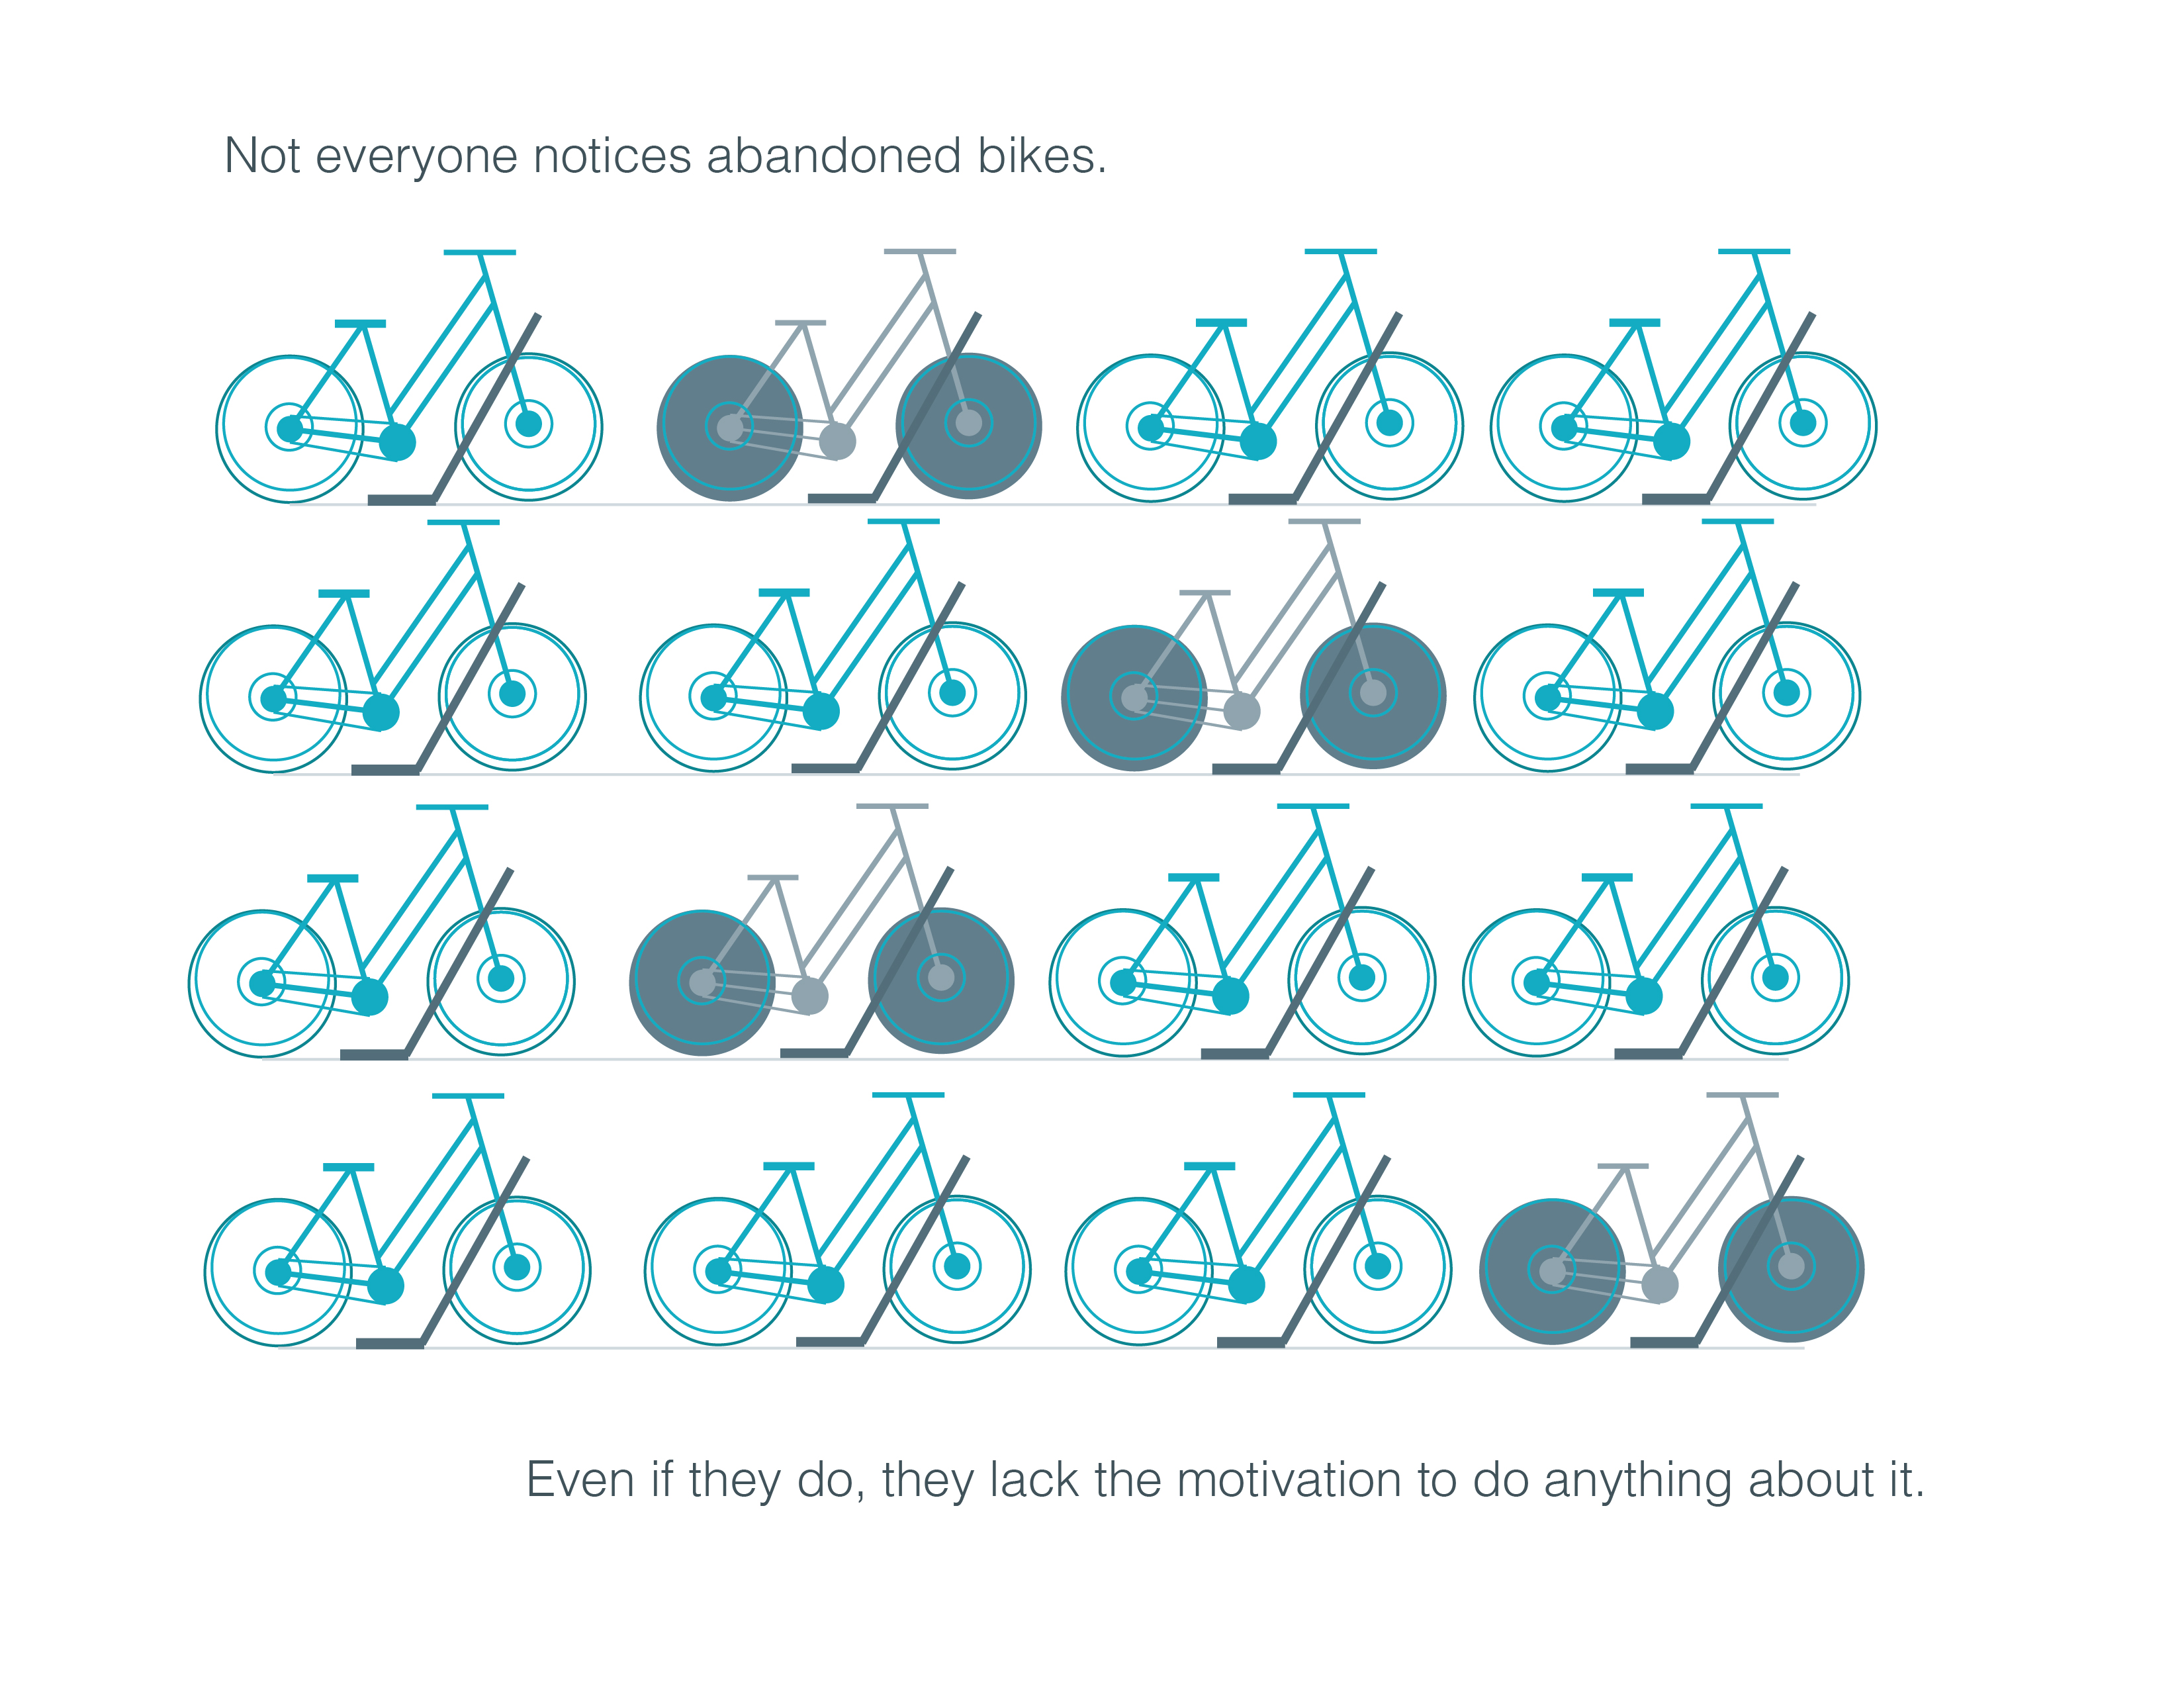 Not everyone notices abandoned bikes.
Even if they do, they lack the motivation to do anything about it.